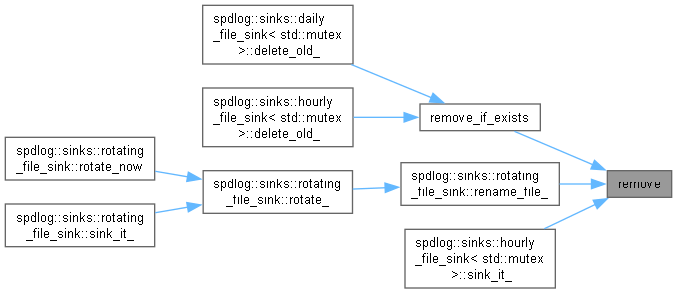 spdlog::sinks::daily
_file_sink< std::mutex
>::delete_old_
spdlog::sinks::hourly
_file_sink< std::mutex
>::delete_old_
remove_if_exists
spdlog::sinks::rotating
_file_sink::rotate_now
spdlog::sinks::rotating
_file_sink::rotate_
spdlog::sinks::rotating
_file_sink::rename_file_
remove
spdlog::sinks::rotating
_file_sink::sink_it_
spdlog::sinks::hourly
_file_sink< std::mutex
>::sink_it_